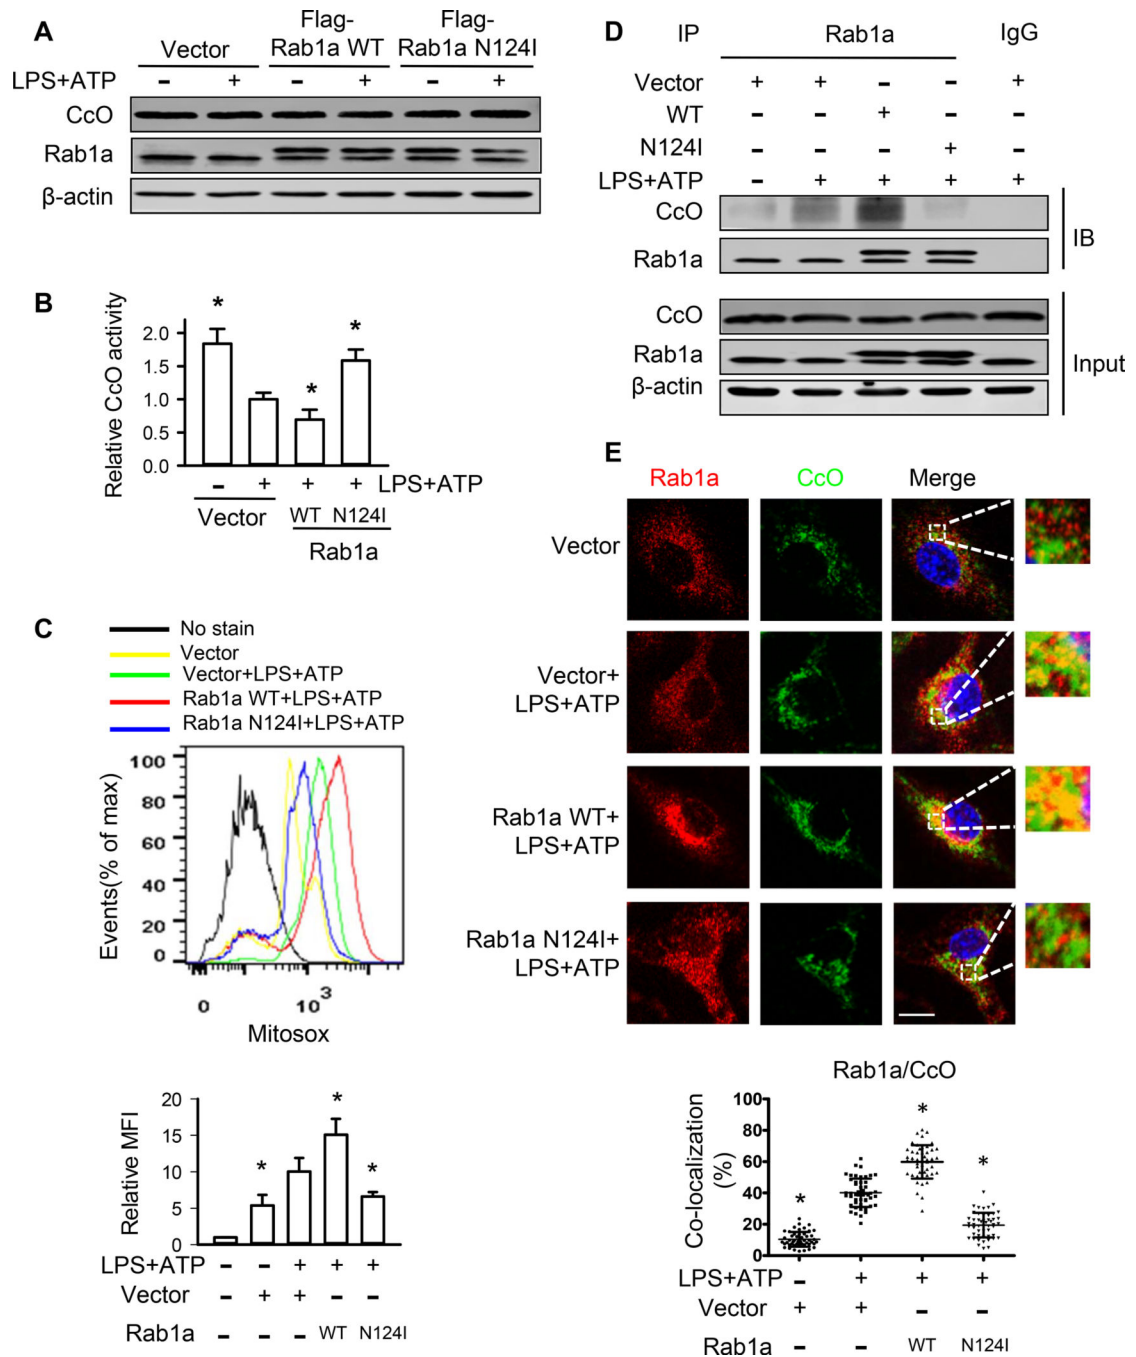 A
Vector
Flag-
Rab1a WT
Flag-
Rab1a N124I
LPS+ATP – + – + – +
CcO
Rab1a
β-actin
B
Relative CcO activity
2.0
1.5
1.0
0.5
0.0
* * *
– + + + LPS+ATP
Vector WT N124I
Rab1a
C
No stain
Vector
Vector+LPS+ATP
Rab1a WT+LPS+ATP
Rab1a N124I+LPS+ATP
Events(% of max)
100
80
60
40
20
0
0 10³
Mitosox
Relative MFI
20
15
10
5
0
* * *
LPS+ATP – – + + +
Vector – + + – –
Rab1a – – – WT N124I
D
IP Rab1a IgG
Vector + + – – +
WT – – + – –
N124I – – – + –
LPS+ATP – + + + +
CcO
Rab1a
IB
CcO
Rab1a
β-actin
Input
E
Rab1a CcO Merge
Vector
Vector+
LPS+ATP
Rab1a WT+
LPS+ATP
Rab1a N124I+
LPS+ATP
Rab1a/CcO
Co-localization
(%)
100
80
60
40
20
0
* * *
LPS+ATP – + + +
Vector + + – –
Rab1a – – WT N124I